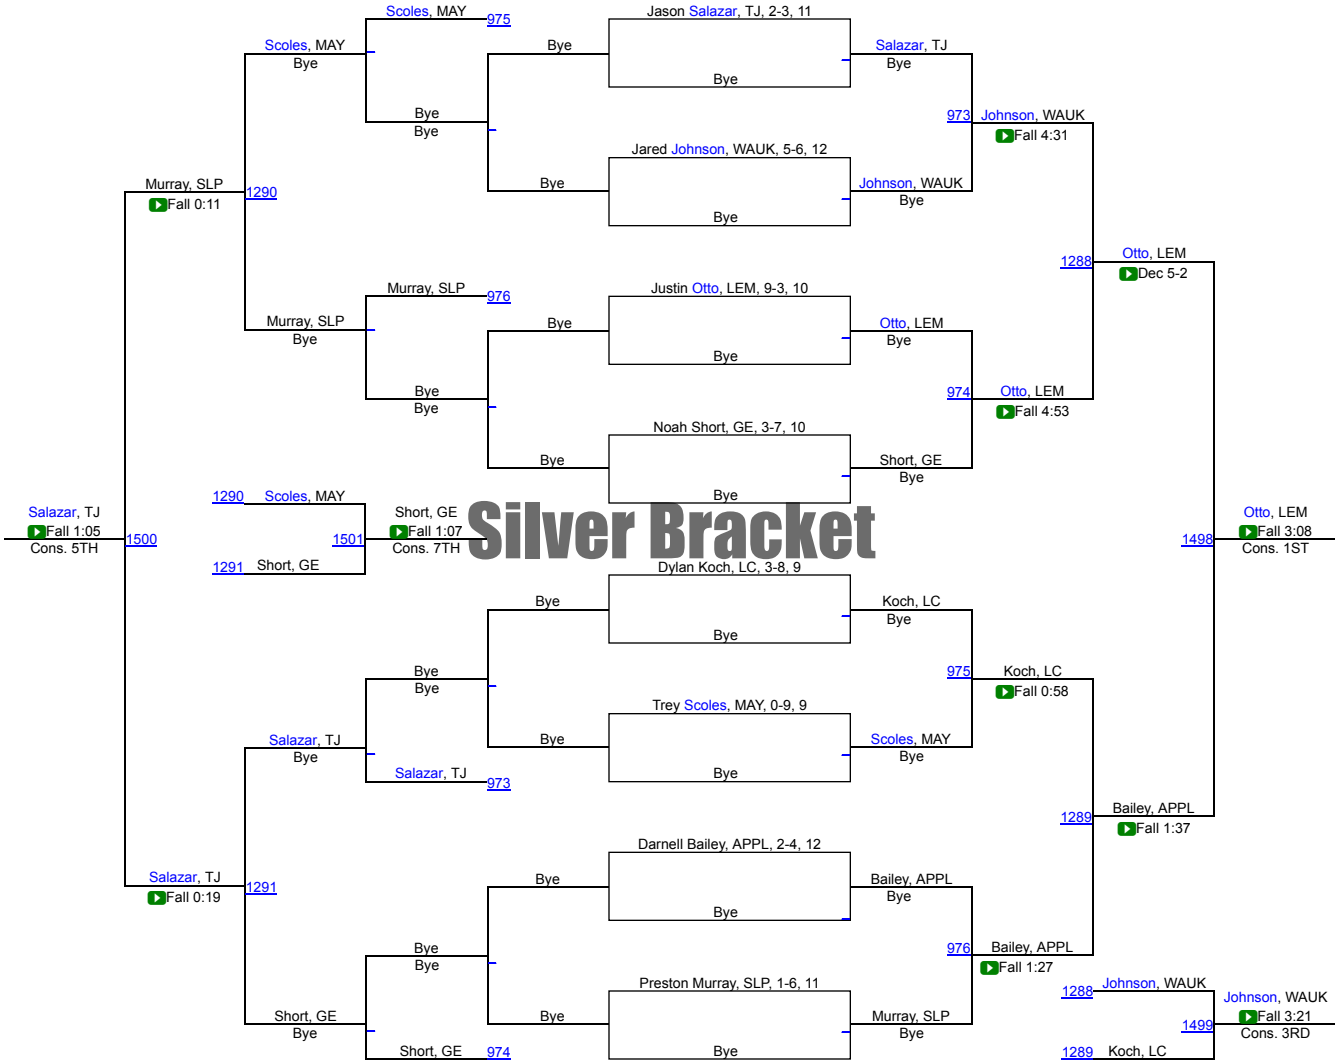 Scoles, MAY
975
Jason Salazar, TJ, 2-3, 11
Scoles, MAY
Bye
Bye
Salazar, TJ
Bye
Bye
Bye
Bye
973
Johnson, WAUK
Fall 4:31
Jared Johnson, WAUK, 5-6, 12
Murray, SLP
Fall 0:11
1290
Bye
Johnson, WAUK
Bye
Bye
1288
Otto, LEM
Dec 5-2
Murray, SLP
976
Justin Otto, LEM, 9-3, 10
Murray, SLP
Bye
Bye
Otto, LEM
Bye
Bye
Bye
Bye
974
Otto, LEM
Fall 4:53
Noah Short, GE, 3-7, 10
Bye
Short, GE
Bye
Bye
1290
Scoles, MAY
Salazar, TJ
Fall 1:05
Cons. 5TH
1500
1501
Short, GE
Fall 1:07
Cons. 7TH
Silver Bracket
1498
Otto, LEM
Fall 3:08
Cons. 1ST
1291
Short, GE
Dylan Koch, LC, 3-8, 9
Bye
Koch, LC
Bye
Bye
Bye
Bye
975
Koch, LC
Fall 0:58
Trey Scoles, MAY, 0-9, 9
Salazar, TJ
Bye
Bye
Scoles, MAY
Bye
Salazar, TJ
973
Bye
1289
Bailey, APPL
Fall 1:37
Darnell Bailey, APPL, 2-4, 12
Salazar, TJ
Fall 0:19
1291
Bye
Bailey, APPL
Bye
Bye
Bye
Bye
976
Bailey, APPL
Fall 1:27
Preston Murray, SLP, 1-6, 11
1288
Johnson, WAUK
Short, GE
Bye
Bye
Murray, SLP
Bye
1499
Johnson, WAUK
Fall 3:21
Cons. 3RD
Short, GE
974
Bye
1289
Koch, LC